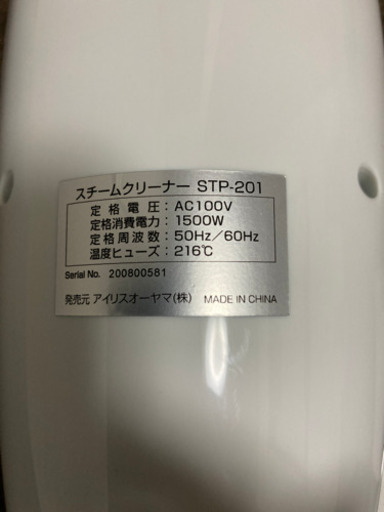 スチームクリーナー STP-201
定格電圧：AC100V
定格消費電力：1500W
定格周波数：50Hz／60Hz
温度ヒューズ：216℃
Serial No. 200800581
発売元 アイリスオーヤマ(株) MADE IN CHINA